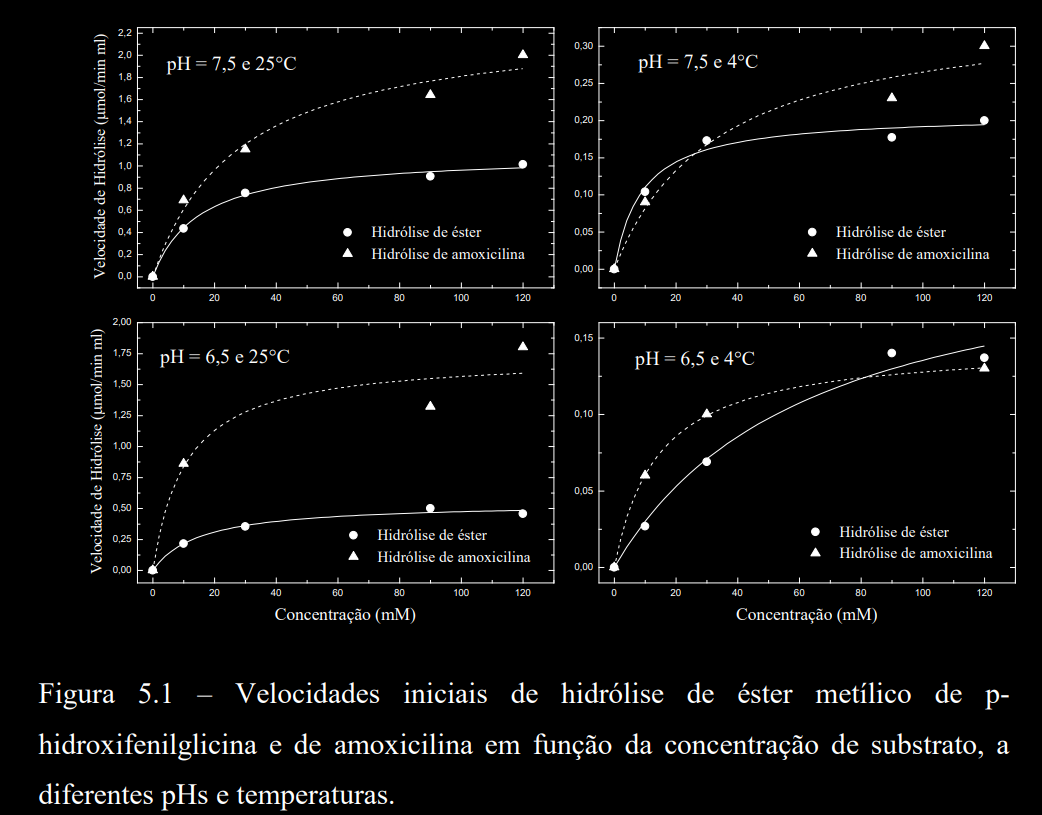 pH = 7,5 e 25°C
Velocidade de Hidrólise (µmol/min ml)
2,2
2,0
1,8
1,6
1,4
1,2
1,0
0,8
0,6
0,4
0,2
0,0
Hidrólise de éster
Hidrólise de amoxicilina
0 20 40 60 80 100 120
pH = 7,5 e 4°C
0,30
0,25
0,20
0,15
0,10
0,05
0,00
Hidrólise de éster
Hidrólise de amoxicilina
0 20 40 60 80 100 120
pH = 6,5 e 25°C
Velocidade de Hidrólise (µmol/min ml)
2,00
1,75
1,50
1,25
1,00
0,75
0,50
0,25
0,00
Hidrólise de éster
Hidrólise de amoxicilina
0 20 40 60 80 100 120
Concentração (mM)
pH = 6,5 e 4°C
0,15
0,10
0,05
0,00
Hidrólise de éster
Hidrólise de amoxicilina
0 20 40 60 80 100 120
Concentração (mM)
Figura 5.1 – Velocidades iniciais de hidrólise de éster metílico de p-
hidroxifenilglicina e de amoxicilina em função da concentração de substrato, a
diferentes pHs e temperaturas.